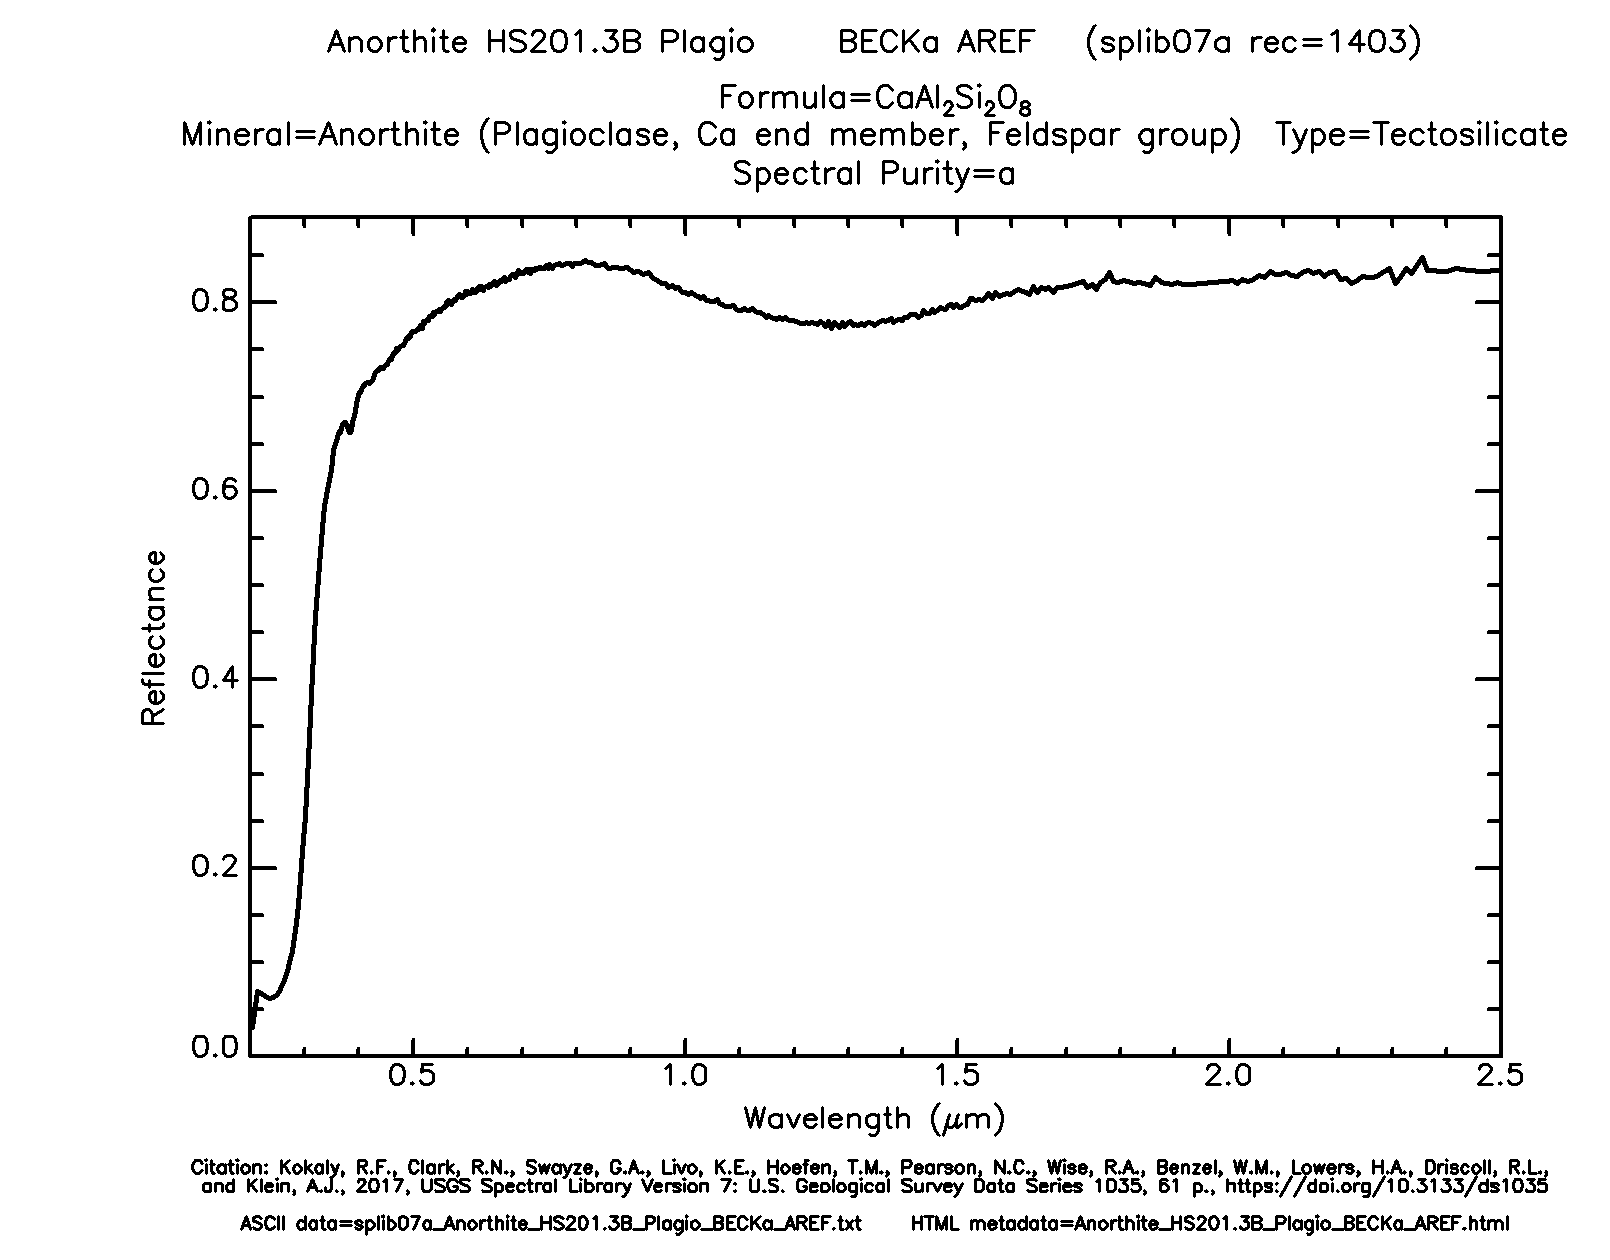 Anorthite HS201.3B Plagio BECKa AREF (splib07a rec=1403)
Formula=CaAl₂Si₂O₈
Mineral=Anorthite (Plagioclase, Ca end member, Feldspar group) Type=Tectosilicate
Spectral Purity=a
0.8
0.6
0.4
0.2
0.0
Reflectance
0.5 1.0 1.5 2.0 2.5
Wavelength (μm)
Citation: Kokaly, R.F., Clark, R.N., Swayze, G.A., Livo, K.E., Hoefen, T.M., Pearson, N.C., Wise, R.A., Benzel, W.M., Lowers, H.A., Driscoll, R.L.,
and Klein, A.J., 2017, USGS Spectral Library Version 7: U.S. Geological Survey Data Series 1035, 61 p., https://doi.org/10.3133/ds1035
ASCII data=splib07a_Anorthite_HS201.3B_Plagio_BECKa_AREF.txt HTML metadata=Anorthite_HS201.3B_Plagio_BECKa_AREF.html